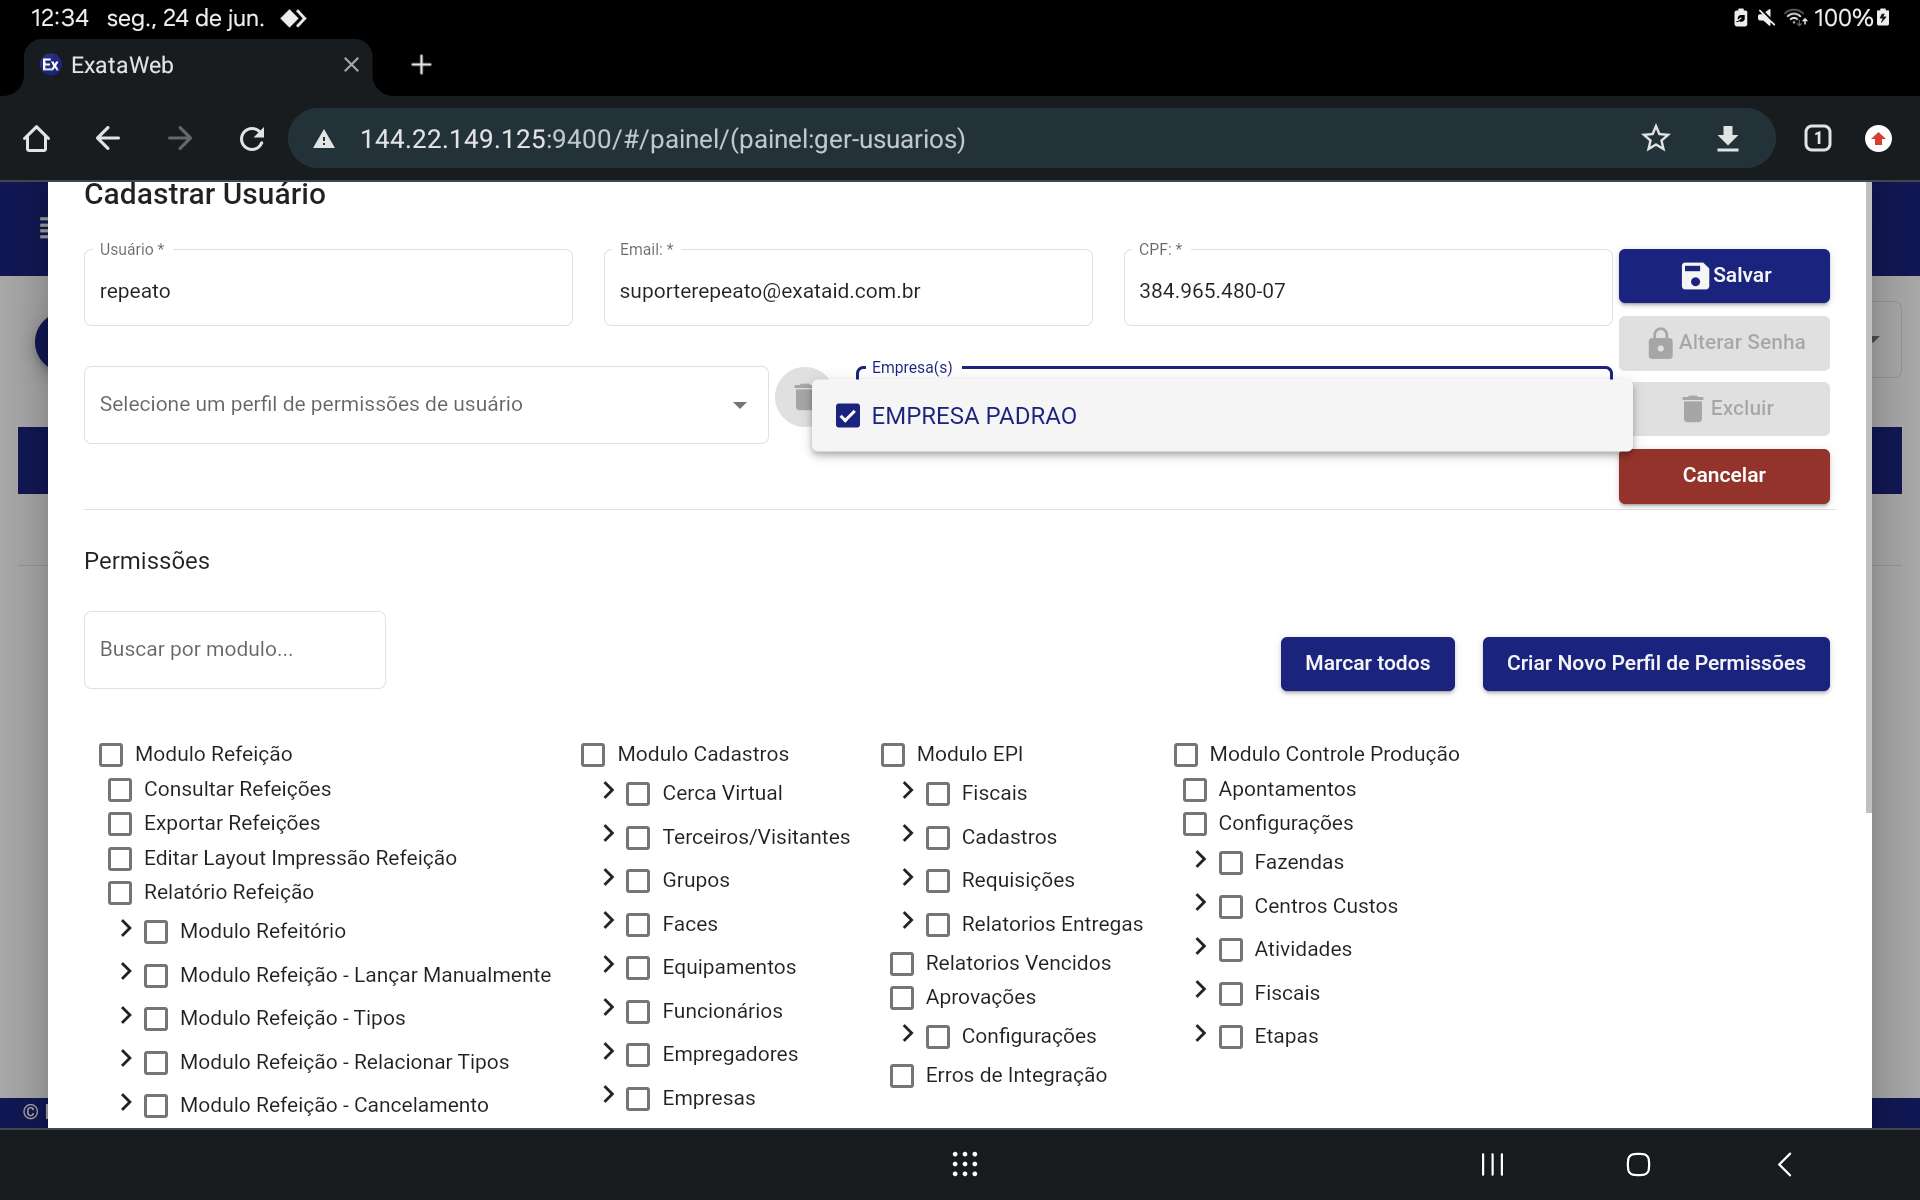 12:34 seg., 24 de jun. 100%
Ex ExataWeb
144.22.149.125:9400/#/painel/(painel:ger-usuarios) 1
Cadastrar Usuário
Usuário * Email: * CPF: *
repeato suporterepeato@exataid.com.br 384.965.480-07 Salvar
Alterar Senha
Empresa(s)
Selecione um perfil de permissões de usuário EMPRESA PADRAO Excluir
Cancelar
Permissões
Buscar por modulo...
Marcar todos Criar Novo Perfil de Permissões
Modulo Refeição
Consultar Refeições
Exportar Refeições
Editar Layout Impressão Refeição
Relatório Refeição
Modulo Refeitório
Modulo Refeição - Lançar Manualmente
Modulo Refeição - Tipos
Modulo Refeição - Relacionar Tipos
Modulo Refeição - Cancelamento
Modulo Cadastros
Cerca Virtual
Terceiros/Visitantes
Grupos
Faces
Equipamentos
Funcionários
Empregadores
Empresas
Modulo EPI
Fiscais
Cadastros
Requisições
Relatorios Entregas
Relatorios Vencidos
Aprovações
Configurações
Erros de Integração
Modulo Controle Produção
Apontamentos
Configurações
Fazendas
Centros Custos
Atividades
Fiscais
Etapas
©